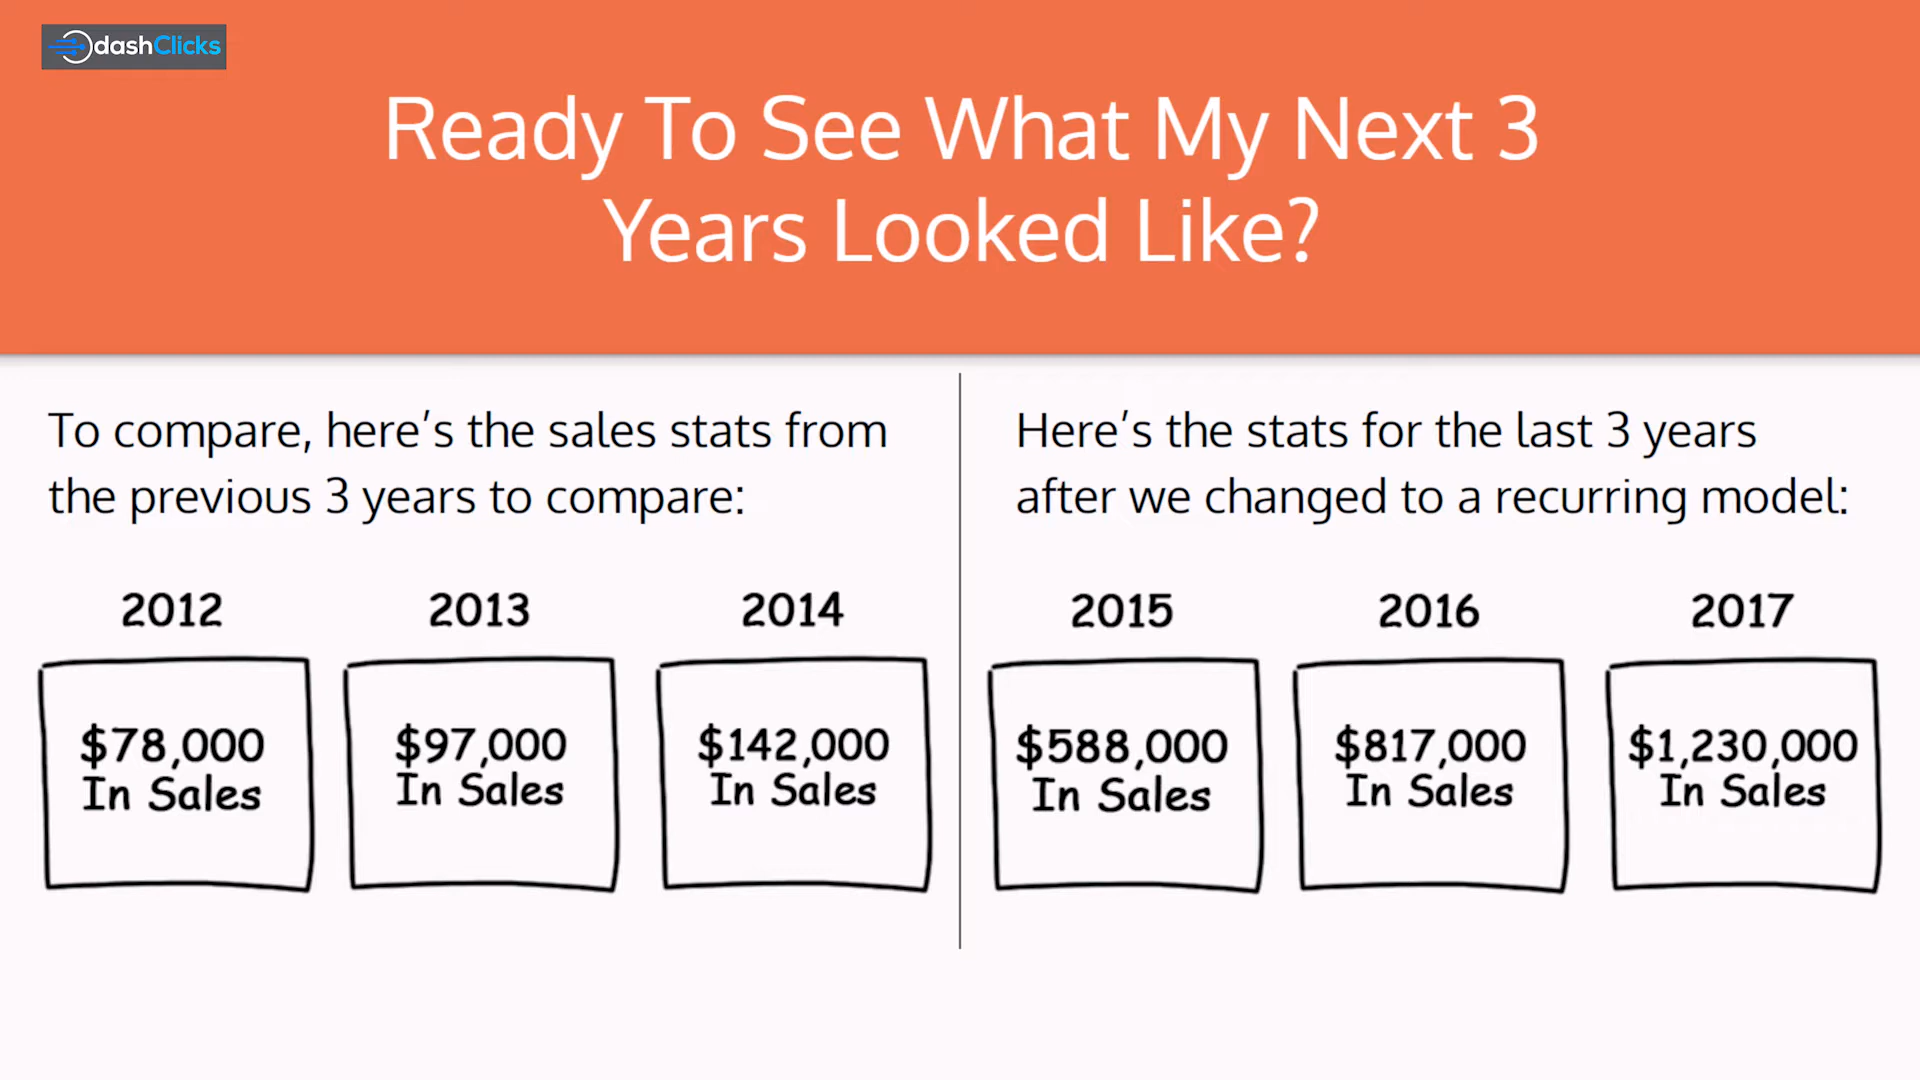 dashClicks
Ready To See What My Next 3
Years Looked Like?
To compare, here's the sales stats from
the previous 3 years to compare:
2012
2013
2014
$78,000
In Sales
$97,000
In Sales
$142,000
In Sales
Here's the stats for the last 3 years
after we changed to a recurring model:
2015
2016
2017
$588,000
In Sales
$817,000
In Sales
$1,230,000
In Sales